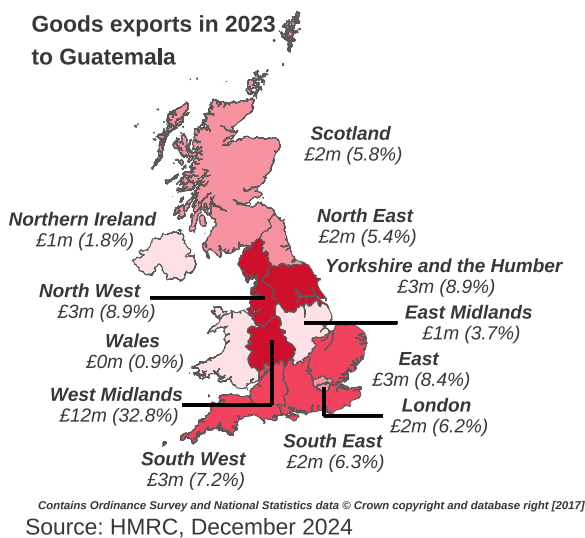 Goods exports in 2023
to Guatemala
Scotland
£2m (5.8%)
Northern Ireland
£1m (1.8%)
North East
£2m (5.4%)
Yorkshire and the Humber
£3m (8.9%)
North West
£3m (8.9%)
East Midlands
£1m (3.7%)
Wales
£0m (0.9%)
East
£3m (8.4%)
West Midlands
£12m (32.8%)
London
£2m (6.2%)
South East
£2m (6.3%)
South West
£3m (7.2%)
Contains Ordinance Survey and National Statistics data © Crown copyright and database right [2017]
Source: HMRC, December 2024